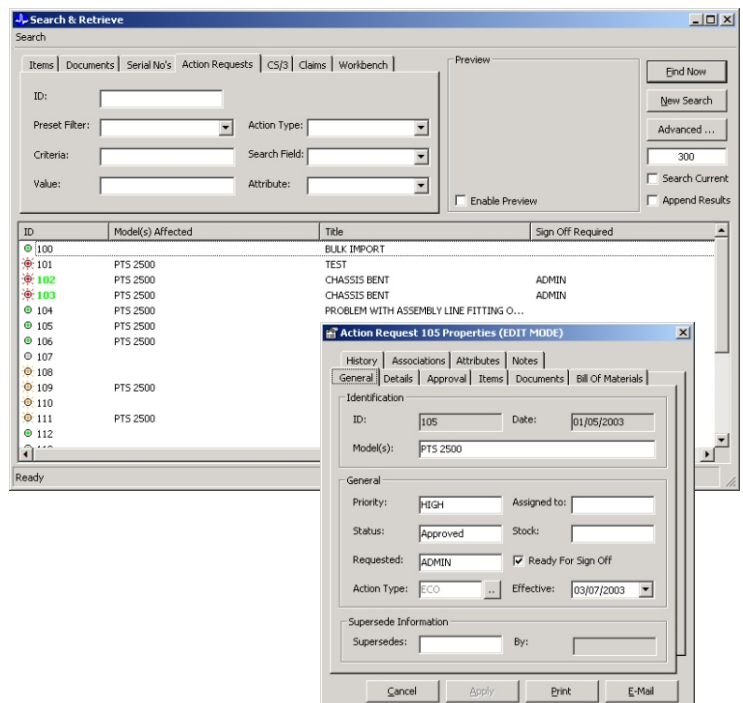 Search & Retrieve
Search
Items Documents Serial No's Action Requests CS/3 Claims Workbench
Preview
Find Now
ID:
New Search
Preset Filter: Action Type:
Advanced ...
Criteria: Search Field:
300
Value: Attribute:
Search Current
Enable Preview
Append Results
ID Model(s) Affected Title Sign Off Required
100 BULK IMPORT
101 PTS 2500 TEST
102 PTS 2500 CHASSIS BENT ADMIN
103 PTS 2500 CHASSIS BENT ADMIN
104 PTS 2500 PROBLEM WITH ASSEMBLY LINE FITTING O...
105 PTS 2500
106 PTS 2500
107
108
109 PTS 2500
110
111 PTS 2500
112
Ready
Action Request 105 Properties (EDIT MODE)
History Associations Attributes Notes
General Details Approval Items Documents Bill Of Materials
Identification
ID: 105 Date: 01/05/2003
Model(s): PTS 2500
General
Priority: HIGH Assigned to:
Status: Approved Stock:
Requested: ADMIN Ready For Sign Off
Action Type: ECO .. Effective: 03/07/2003
Supersede Information
Supersedes: By:
Cancel Apply Print E-Mail